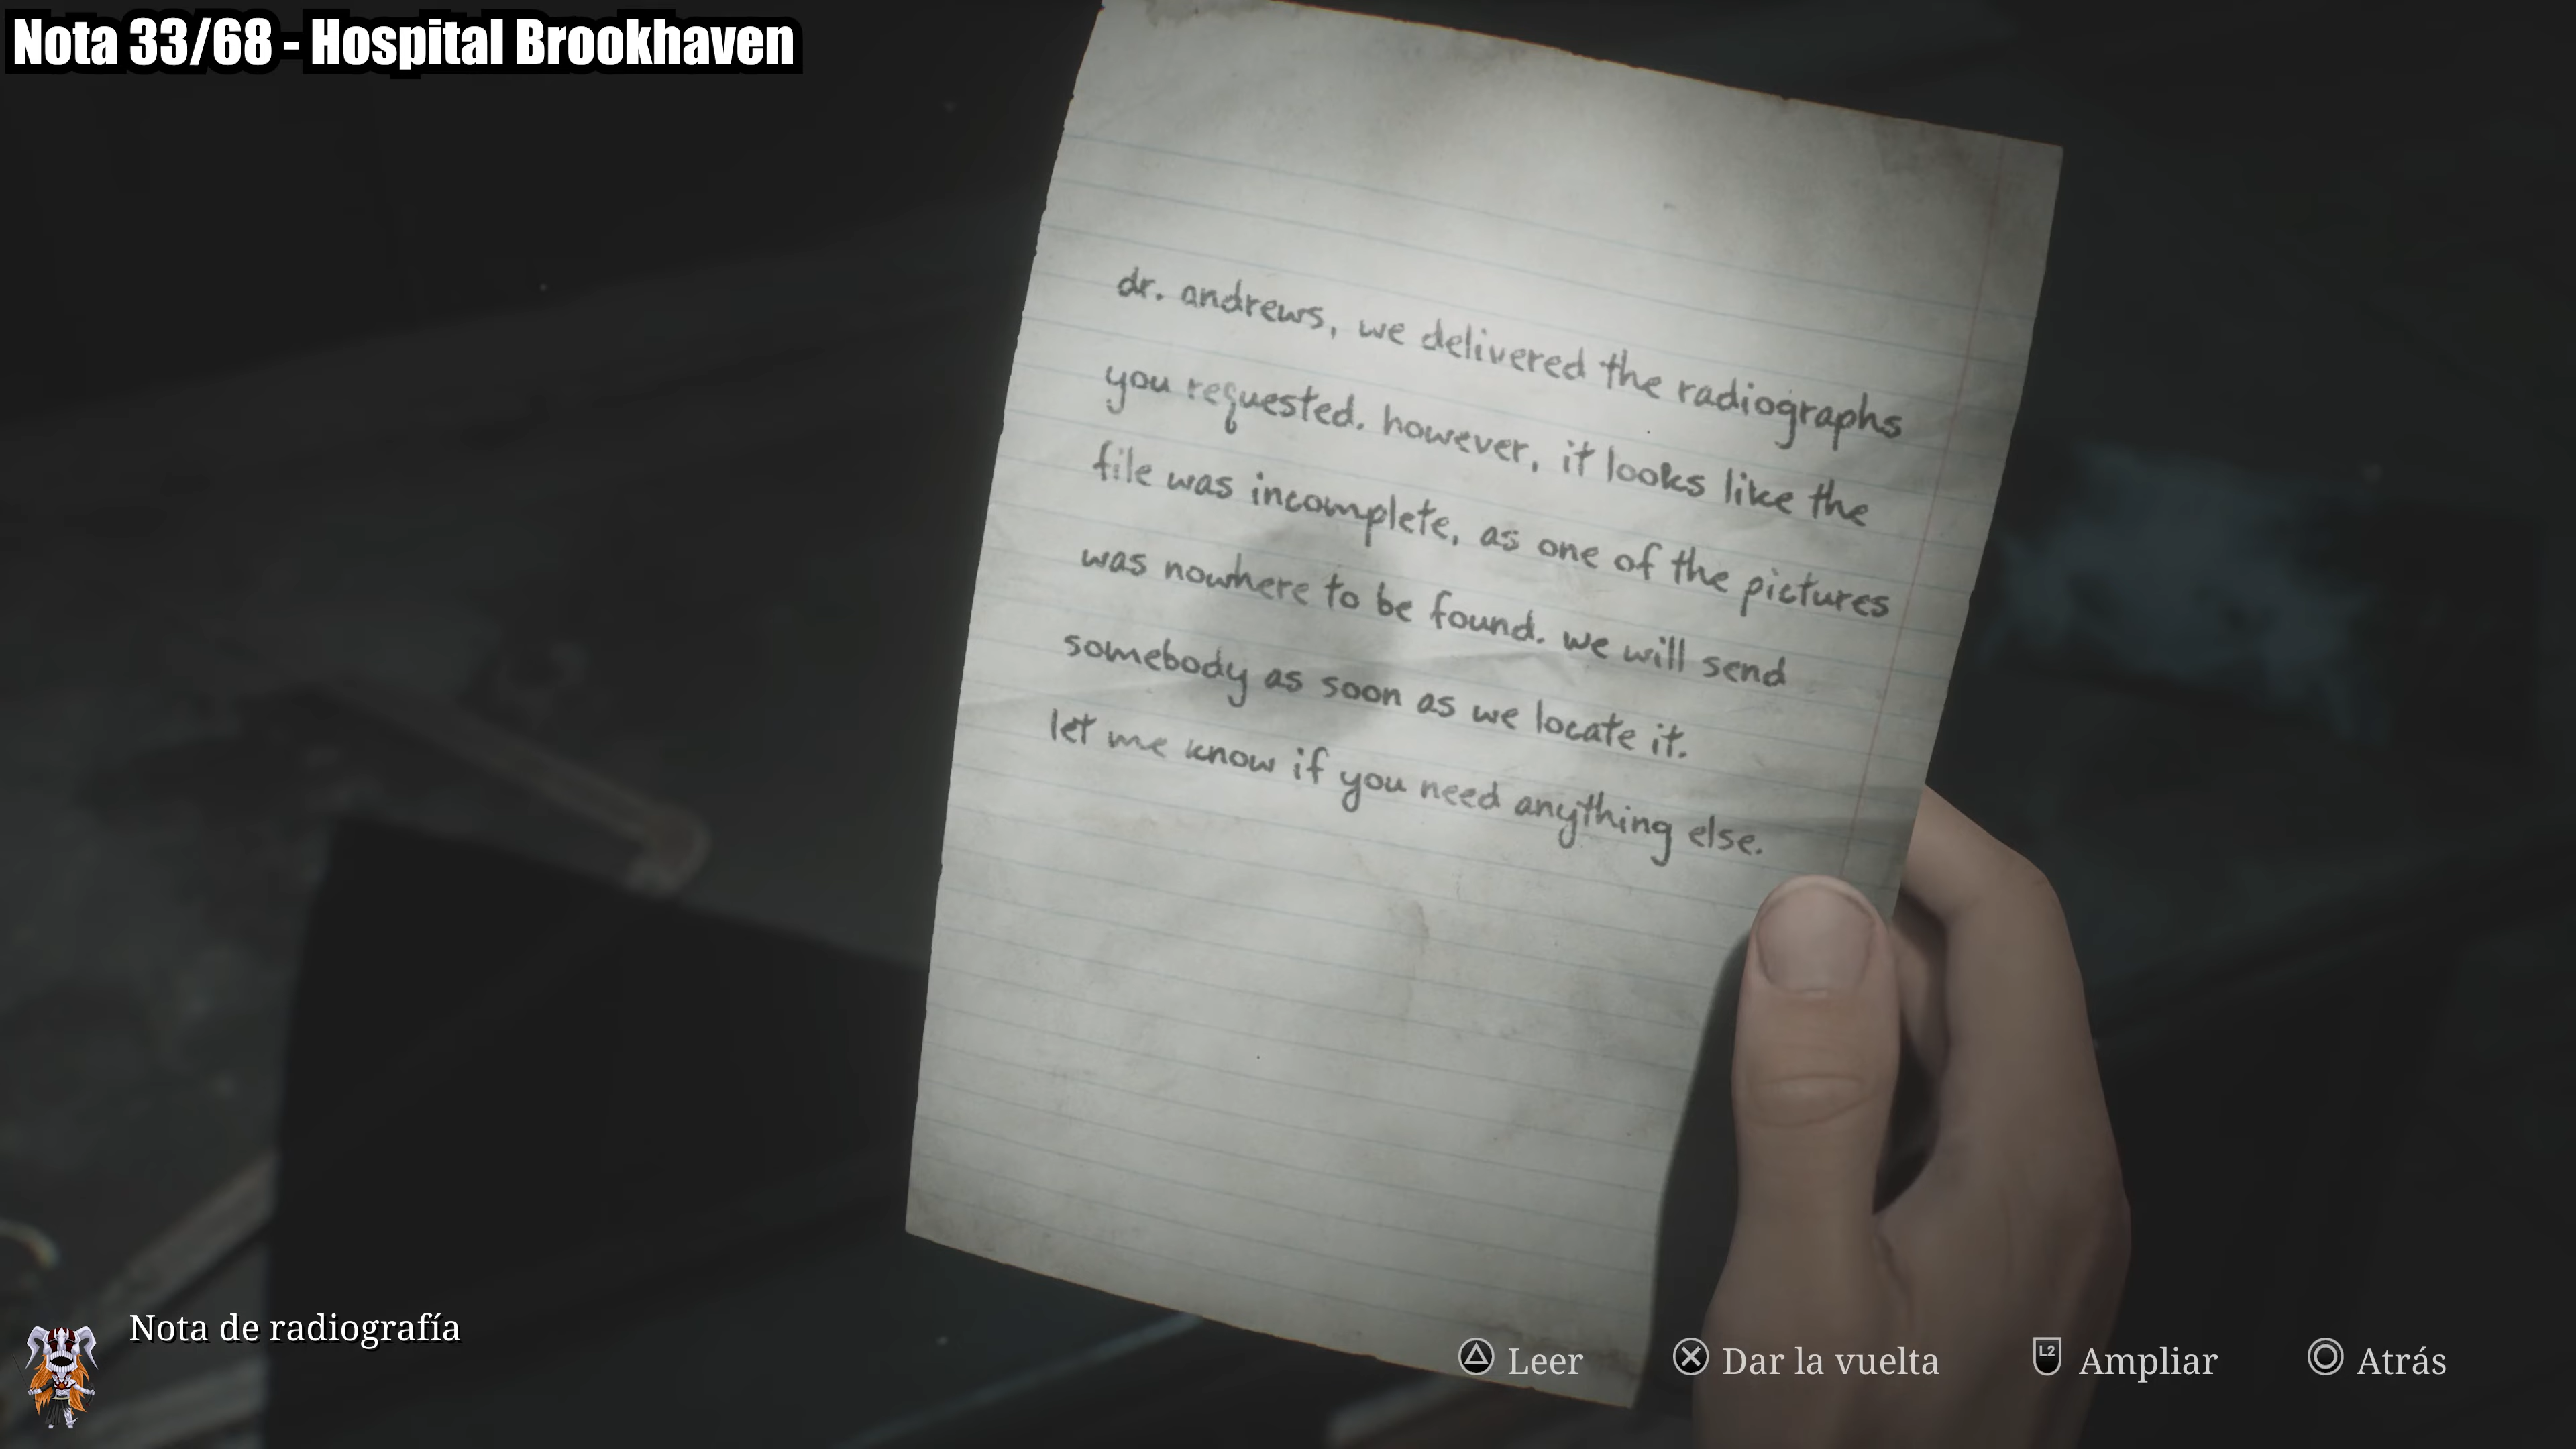 Nota 33/68 - Hospital Brookhaven
dr. andrews, we delivered the radiographs
you requested. however, it looks like the
file was incomplete, as one of the pictures
was nowhere to be found. we will send
somebody as soon as we locate it.
let me know if you need anything else.
Nota de radiografía
Leer
Dar la vuelta
L2 Ampliar
Atrás